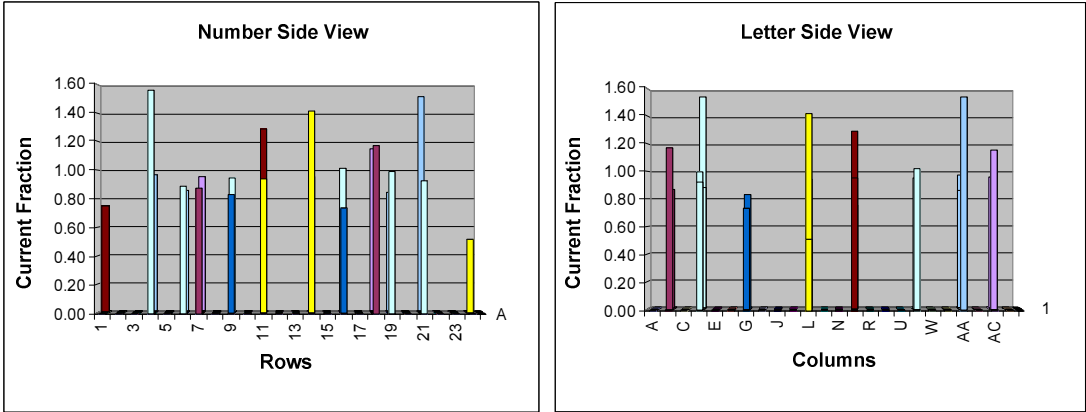 Number Side View
1.60
1.40
1.20
1.00
0.80
0.60
0.40
0.20
0.00
Current Fraction
1 3 5 7 9 11 13 15 17 19 21 23
A
Rows
Letter Side View
1.60
1.40
1.20
1.00
0.80
0.60
0.40
0.20
0.00
Current Fraction
A C E G J L N R U W AA AC
1
Columns